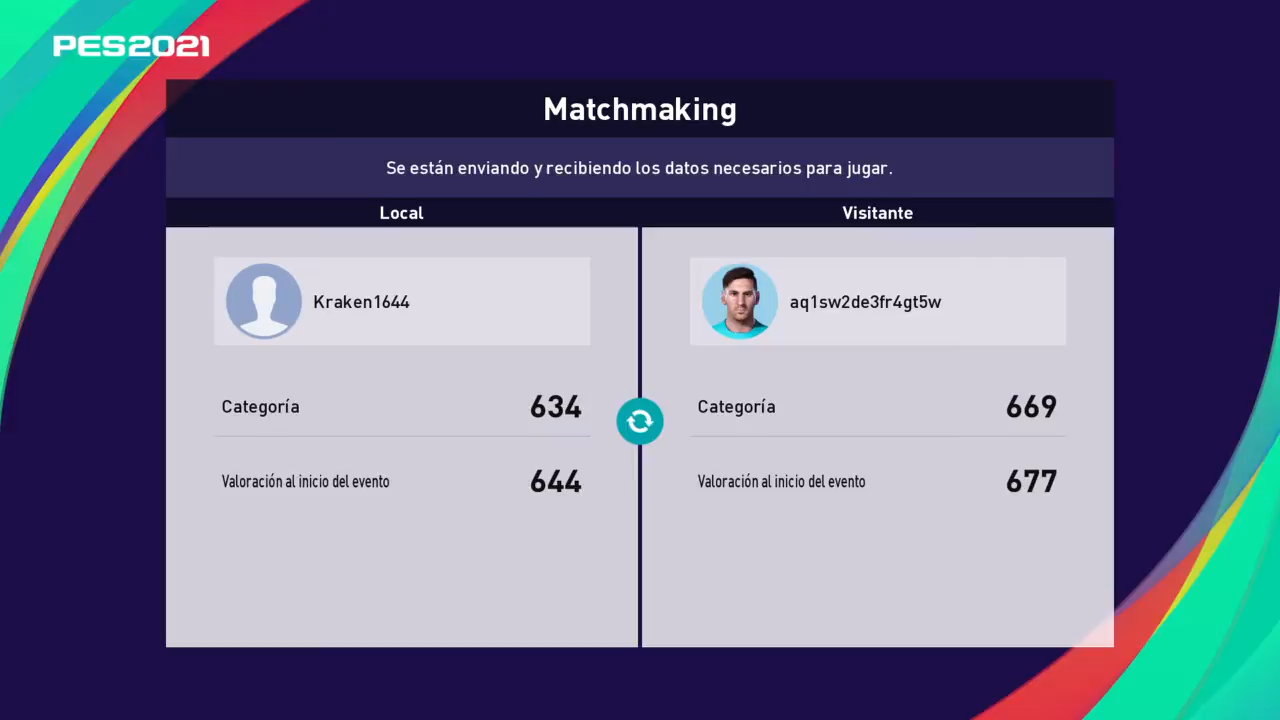 PES2021
Matchmaking
Se están enviando y recibiendo los datos necesarios para jugar.
Local
Visitante
Kraken1644
aq1sw2de3fr4gt5w
Categoría 634
Categoría 669
Valoración al inicio del evento 644
Valoración al inicio del evento 677